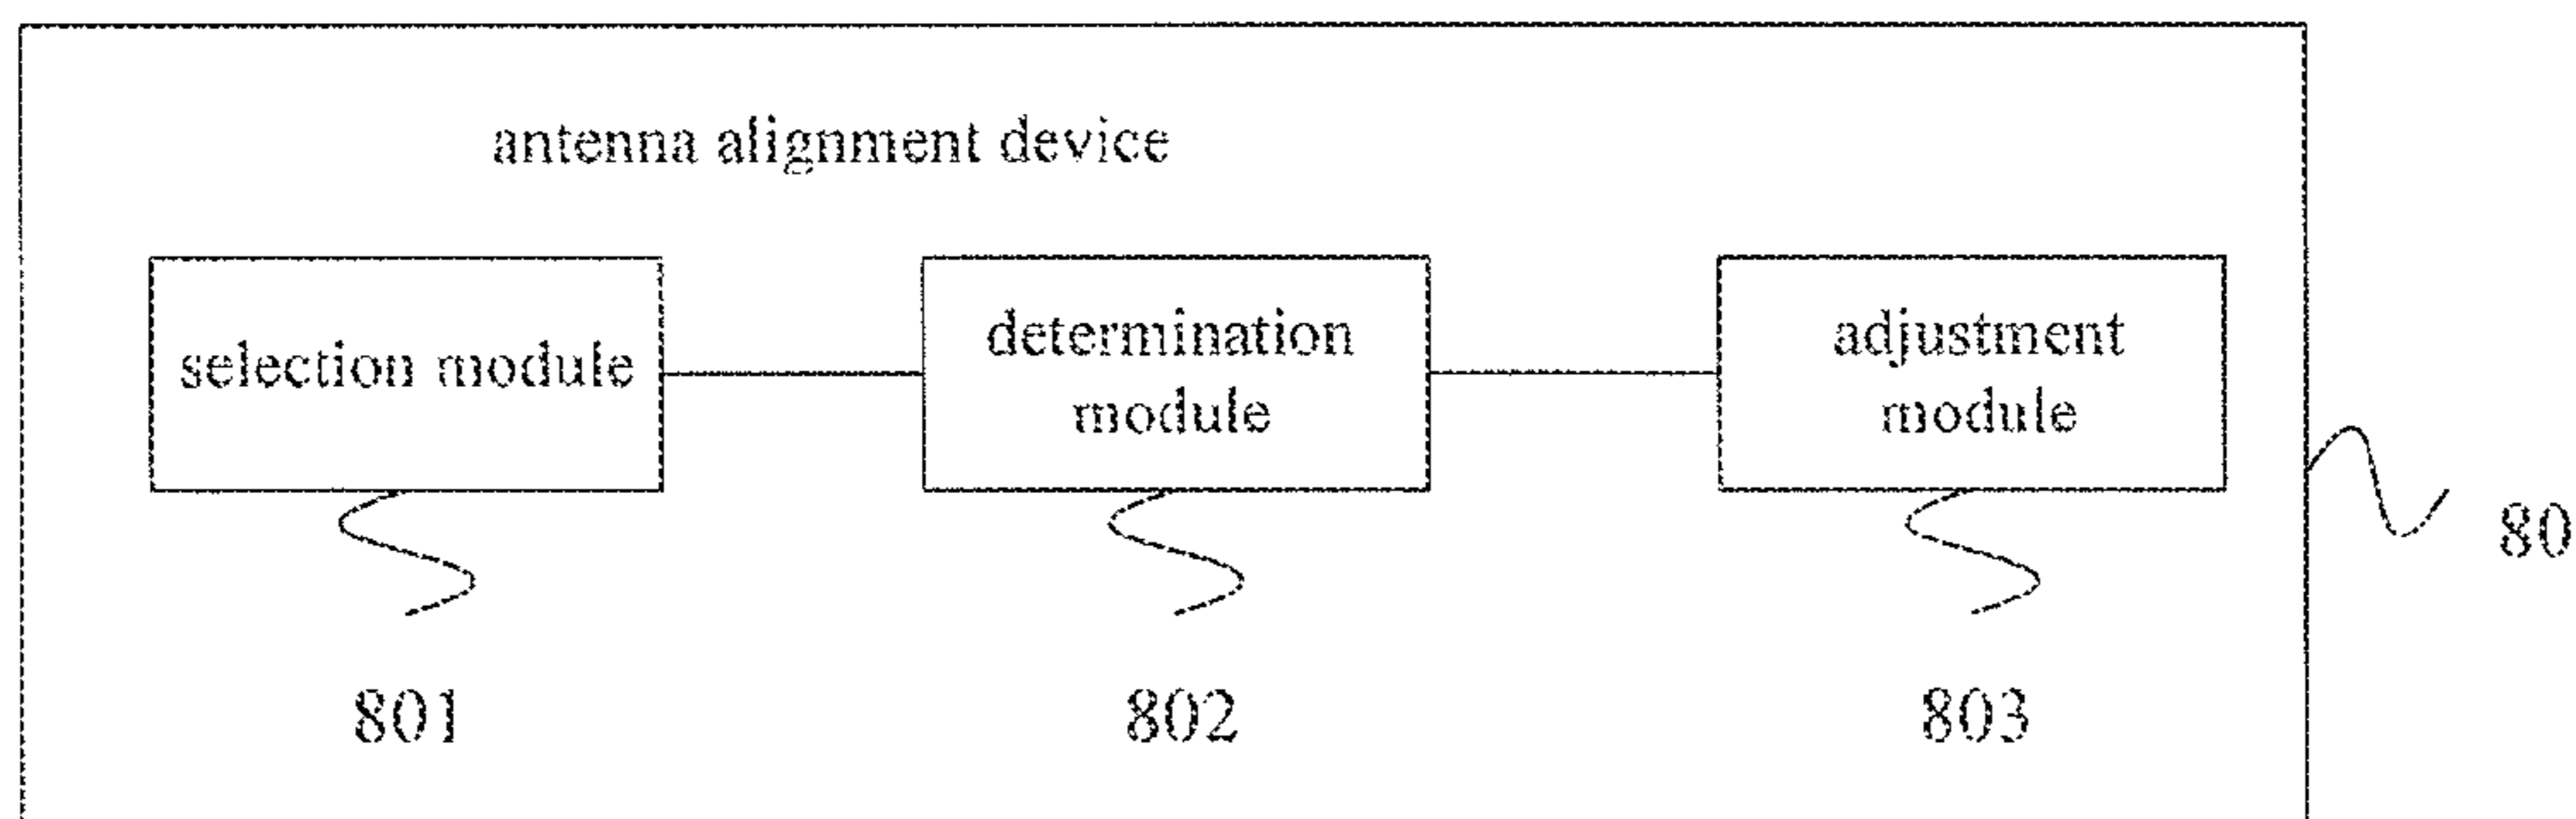 antenna alignment device
selection module
determination
module
adjustment
module
80
801
802
803